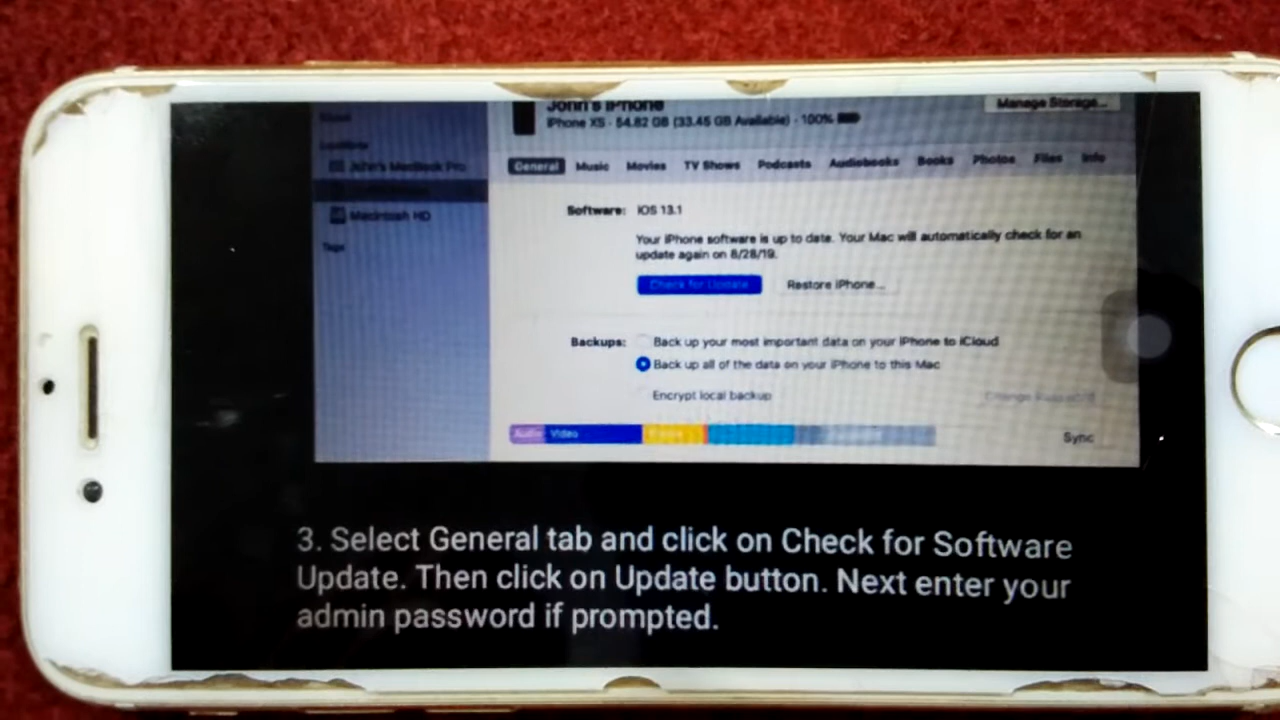 John's iPhone
Manage Storage...
iPhone XS · 54.82 GB (33.45 GB Available) · 100%
General Music Movies TV Shows Podcasts Audiobooks Books Photos Files Info
John's MacBook Pro
Macintosh HD
Tags
Software: iOS 13.1
Your iPhone software is up to date. Your Mac will automatically check for an
update again on 8/28/19.
Check for Update Restore iPhone...
Backups: Back up your most important data on your iPhone to iCloud
Back up all of the data on your iPhone to this Mac
Encrypt local backup
Audio Video
Sync
3. Select General tab and click on Check for Software
Update. Then click on Update button. Next enter your
admin password if prompted.